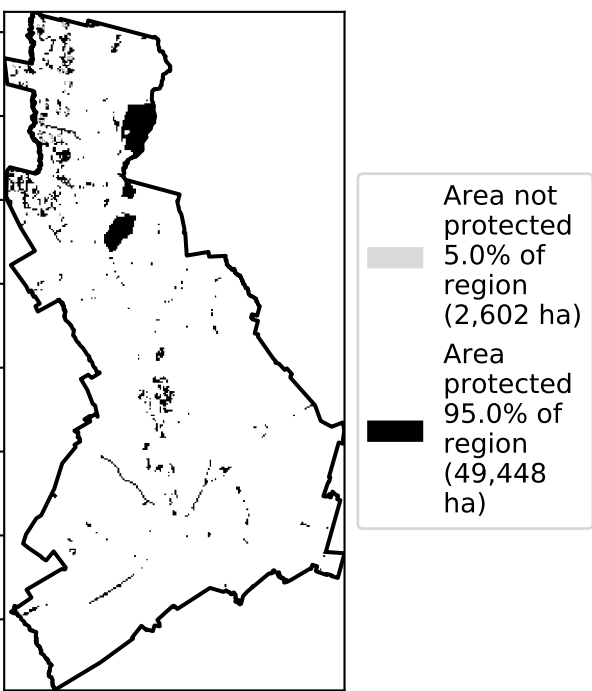 Area not
protected
5.0% of
region
(2,602 ha)
Area
protected
95.0% of
region
(49,448
ha)